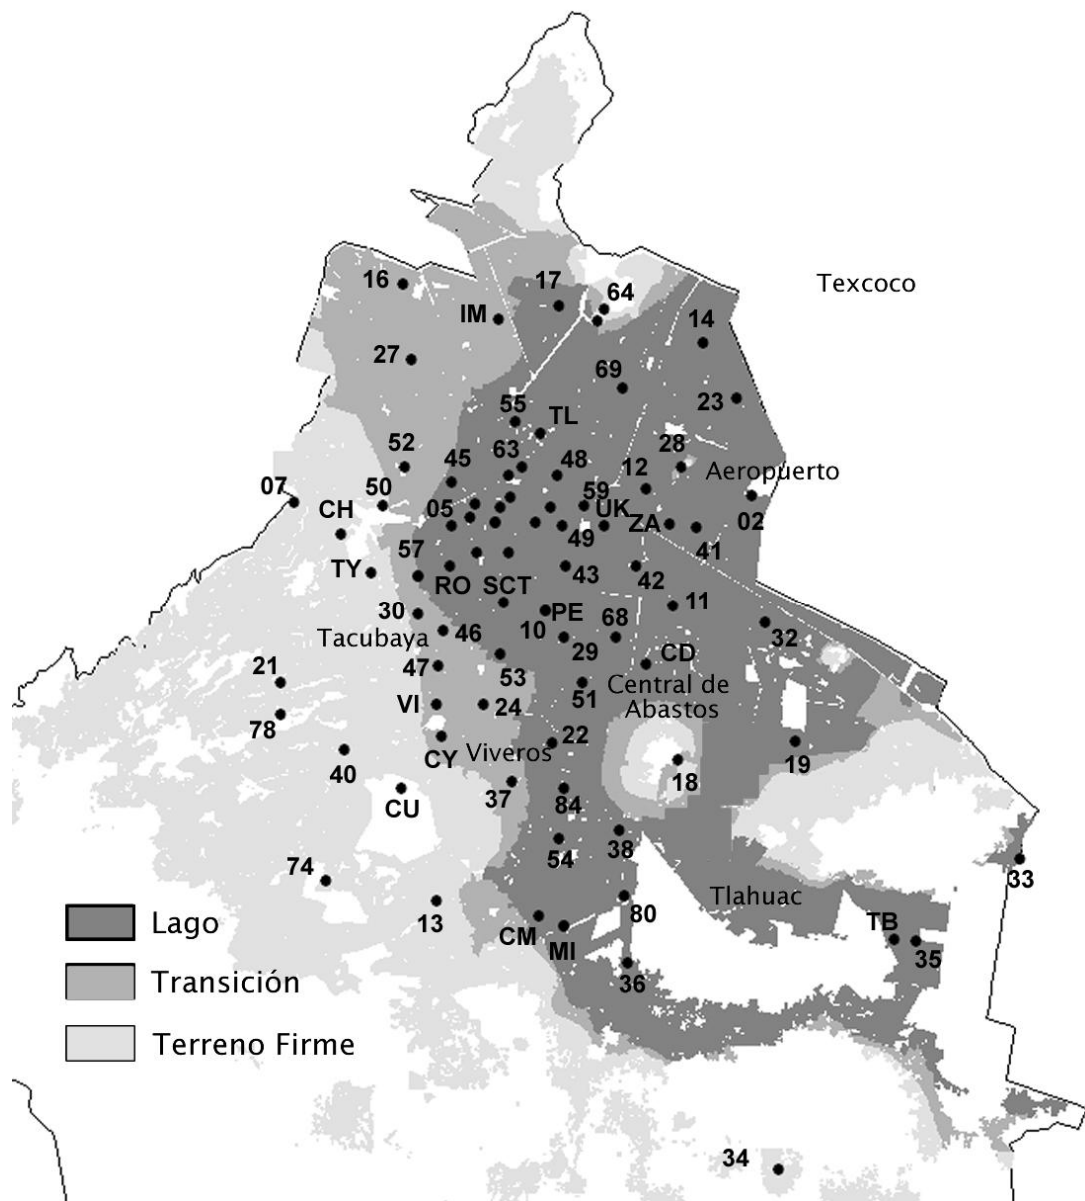 16
17
64
Texcoco
IM
14
27
69
23
55
TL
52
45
63
48
28
12
Aeropuerto
07
50
59
CH
05
UK
ZA
02
49
41
57
TY
RO
SCT
43
42
30
PE
11
10
68
Tacubaya
46
32
29
CD
21
47
53
Central de
51
Abastos
VI
24
78
22
CY
Viveros
40
19
18
37
CU
84
54
38
74
33
Tlahuac
13
80
Lago
CM
TB
MI
35
36
Transición
Terreno Firme
34